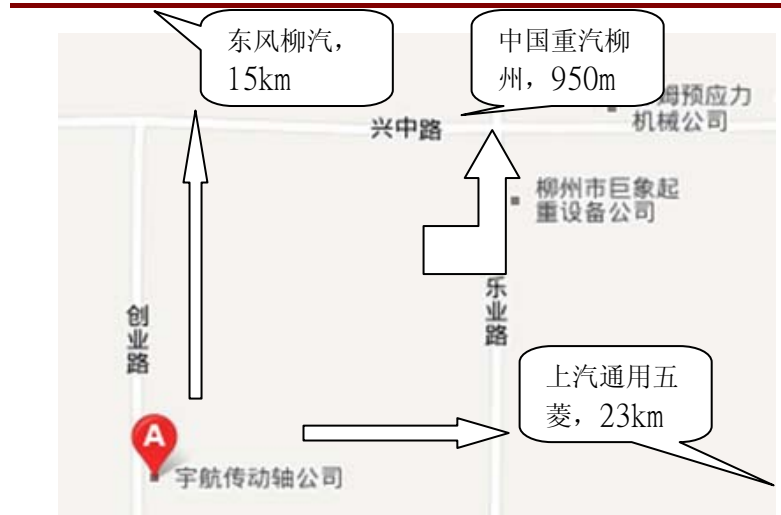 东风柳汽，
15km
中国重汽柳
州，950m
姆预应力
机械公司
兴中路
柳州市巨象起
重设备公司
创业路
乐业路
上汽通用五
菱，23km
A
宇航传动轴公司